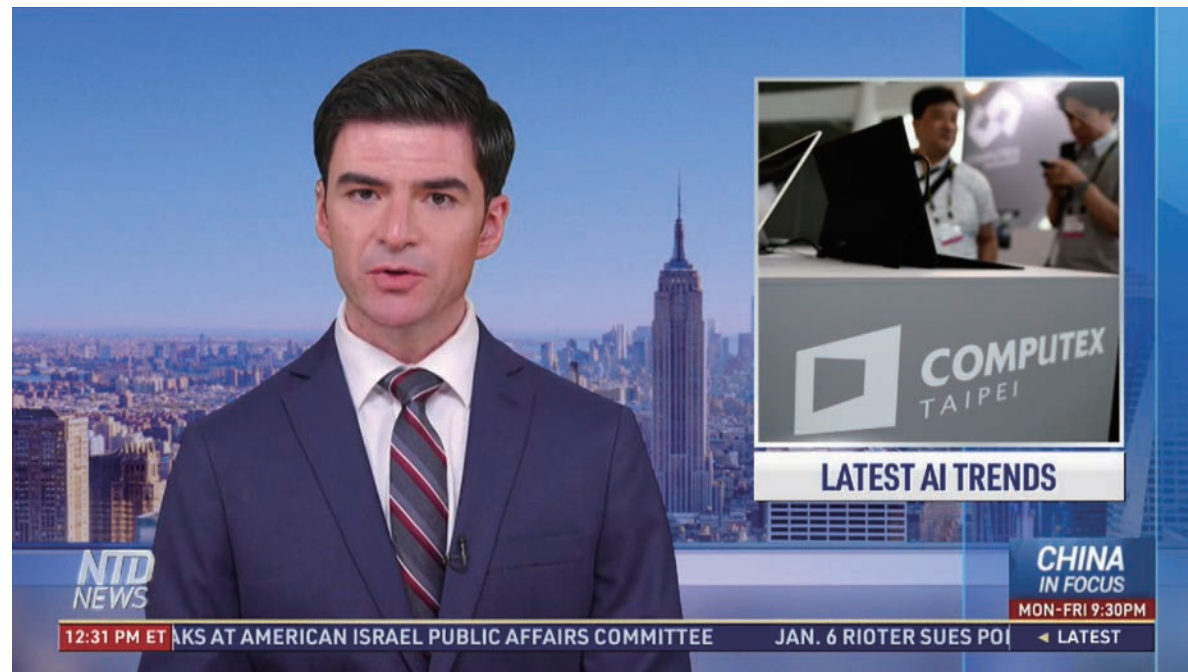 COMPUTEX
TAIPEI
LATEST AI TRENDS
NTD
NEWS
CHINA
IN FOCUS
MON-FRI 9:30PM
12:31 PM ET AKS AT AMERICAN ISRAEL PUBLIC AFFAIRS COMMITTEE JAN. 6 RIOTER SUES POI ◄ LATEST